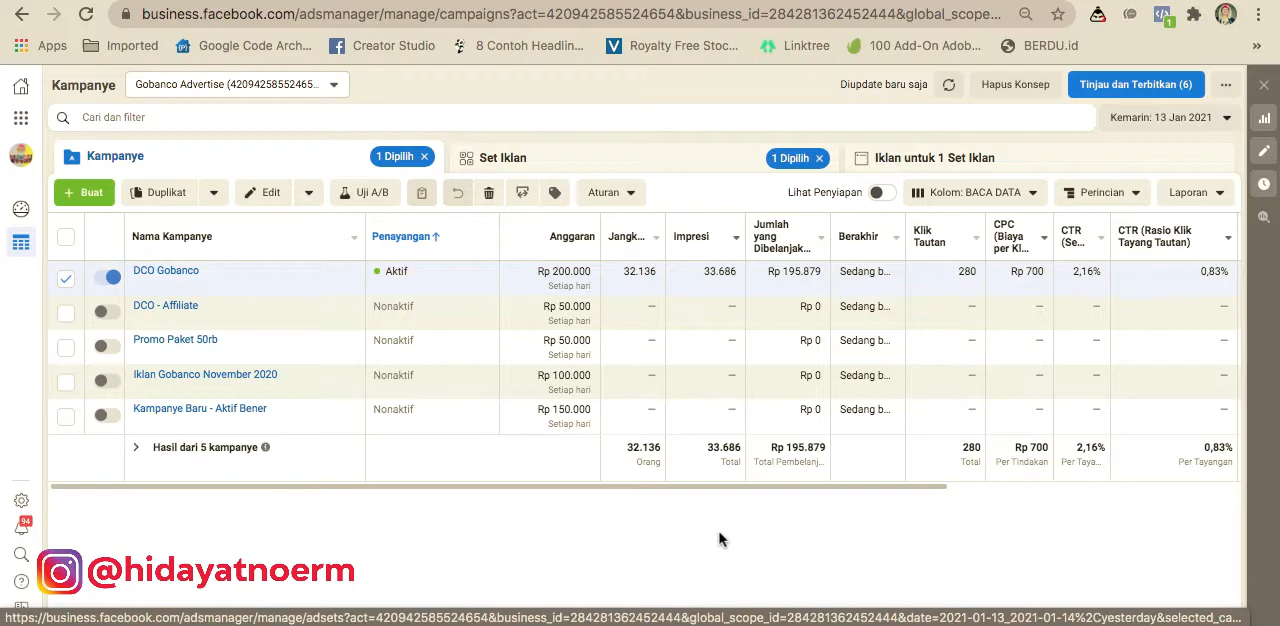 business.facebook.com/adsmanager/manage/campaigns?act=420942585524654&business_id=284281362452444&global_scope...
1
Apps
Imported
Google Code Arch...
Creator Studio
8 Contoh Headlin...
Royalty Free Stoc...
Linktree
100 Add-On Adob...
BERDU.id
»
Kampanye
Gobanco Advertise (42094258552465...
Diupdate baru saja
Hapus Konsep
Tinjau dan Terbitkan (6)
Cari dan filter
Kemarin: 13 Jan 2021
Kampanye
1 Dipilih ×
Set Iklan
1 Dipilih ×
Iklan untuk 1 Set Iklan
+ Buat
Duplikat
Edit
Uji A/B
Aturan
Lihat Penyiapan
Kolom: BACA DATA
Perincian
Laporan
Nama Kampanye
Penayangan↑
Anggaran
Jangk...
Impresi
Jumlah yang Dibelanjak...
Berakhir
Klik Tautan
CPC (Biaya per Kl...
CTR (Se...
CTR (Rasio Klik Tayang Tautan)
DCO Gobanco
Aktif
Rp 200.000
Setiap hari
32.136
33.686
Rp 195.879
Sedang b...
280
Rp 700
2,16%
0,83%
DCO - Affiliate
Nonaktif
Rp 50.000
Setiap hari
—
—
Rp 0
Sedang b...
—
—
—
—
Promo Paket 50rb
Nonaktif
Rp 50.000
Setiap hari
—
—
Rp 0
Sedang b...
—
—
—
—
Iklan Gobanco November 2020
Nonaktif
Rp 100.000
Setiap hari
—
—
Rp 0
Sedang b...
—
—
—
—
Kampanye Baru - Aktif Bener
Nonaktif
Rp 150.000
Setiap hari
—
—
Rp 0
Sedang b...
—
—
—
—
Hasil dari 5 kampanye
32.136
Orang
33.686
Total
Rp 195.879
Total Pembelanj...
280
Total
Rp 700
Per Tindakan
2,16%
Per Taya...
0,83%
Per Tayangan
94
@hidayatnoerm
https://business.facebook.com/adsmanager/manage/adsets?act=420942585524654&business_id=284281362452444&global_scope_id=284281362452444&date=2021-01-13_2021-01-14%2Cyesterday&selected_ca...